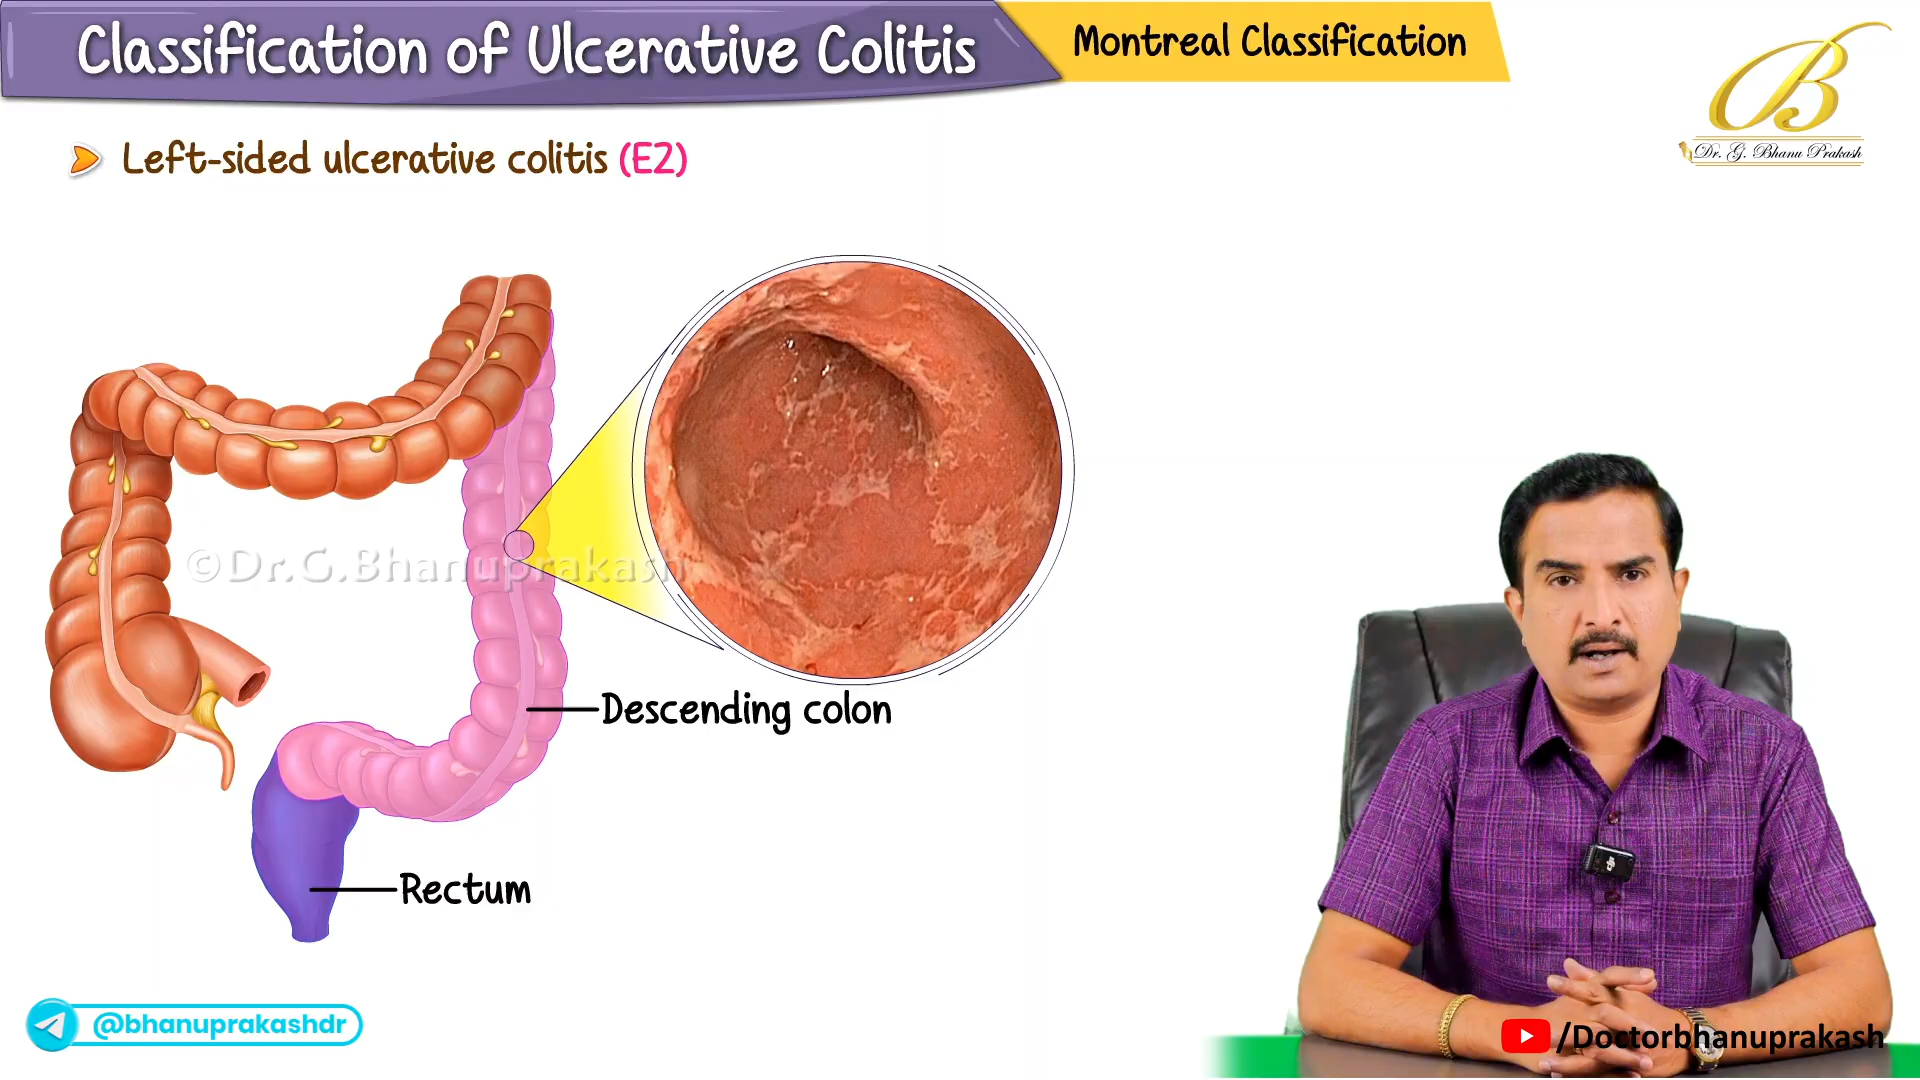 Classification of Ulcerative Colitis
Montreal Classification
Dr. G. Bhanu Prakash
Left-sided ulcerative colitis (E2)
©Dr.G.Bhanuprakash
Descending colon
Rectum
@bhanuprakashdr
/Doctorbhanuprakash